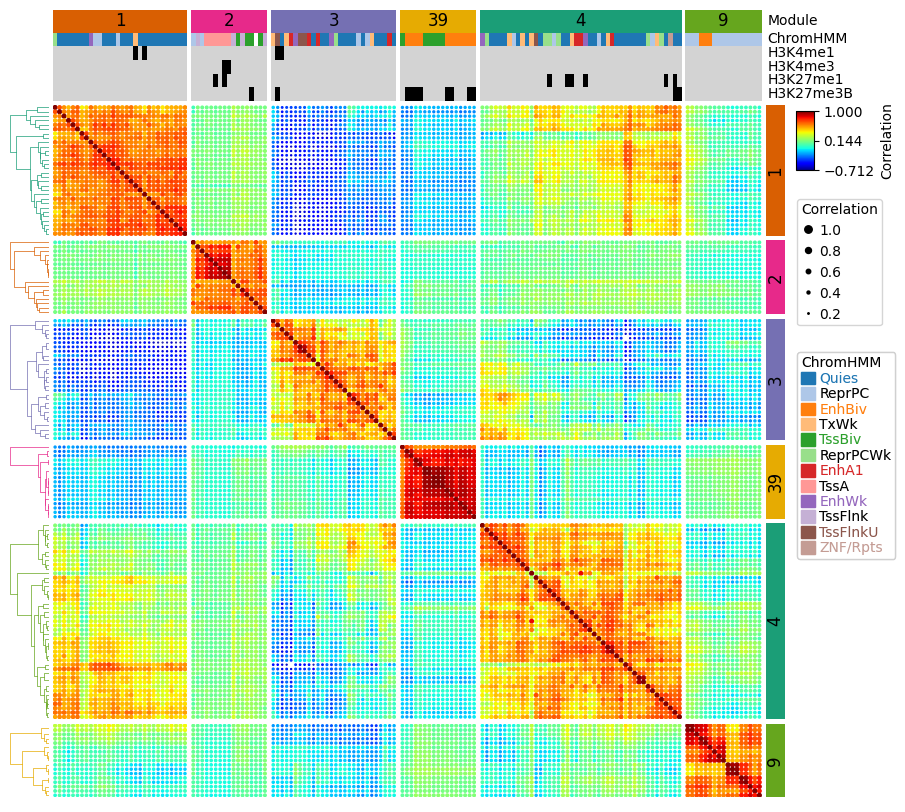 1 2 3 39 4 9 Module
ChromHMM
H3K4me1
H3K4me3
H3K27me1
H3K27me3B
1
2
3
39
4
9
1.000
0.144
−0.712
Correlation
Correlation
1.0
0.8
0.6
0.4
0.2
ChromHMM
Quies
ReprPC
EnhBiv
TxWk
TssBiv
ReprPCWk
EnhA1
TssA
EnhWk
TssFlnk
TssFlnkU
ZNF/Rpts